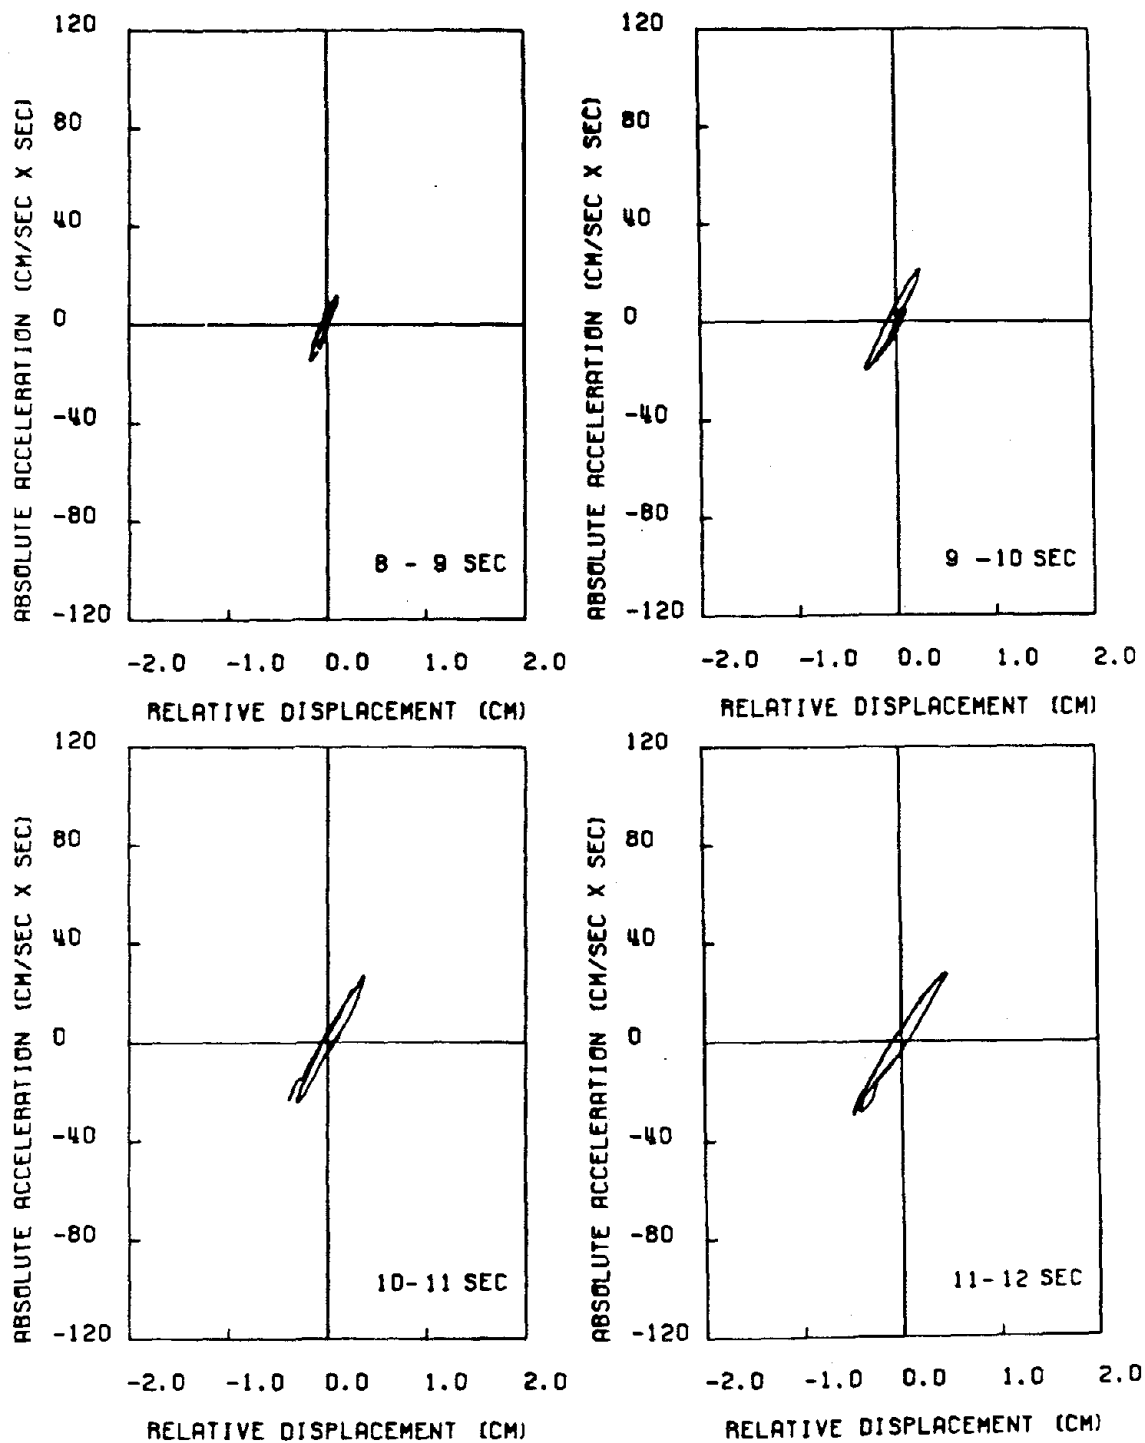 120
80
40
0
-40
-80
-120
ABSOLUTE ACCELERATION (CM/SEC X SEC)
8 - 9 SEC
-2.0 -1.0 0.0 1.0 2.0
RELATIVE DISPLACEMENT (CM)
120
80
40
0
-40
-80
-120
ABSOLUTE ACCELERATION (CM/SEC X SEC)
9 -10 SEC
-2.0 -1.0 0.0 1.0 2.0
RELATIVE DISPLACEMENT (CM)
120
80
40
0
-40
-80
-120
ABSOLUTE ACCELERATION (CM/SEC X SEC)
10-11 SEC
-2.0 -1.0 0.0 1.0 2.0
RELATIVE DISPLACEMENT (CM)
120
80
40
0
-40
-80
-120
ABSOLUTE ACCELERATION (CM/SEC X SEC)
11-12 SEC
-2.0 -1.0 0.0 1.0 2.0
RELATIVE DISPLACEMENT (CM)